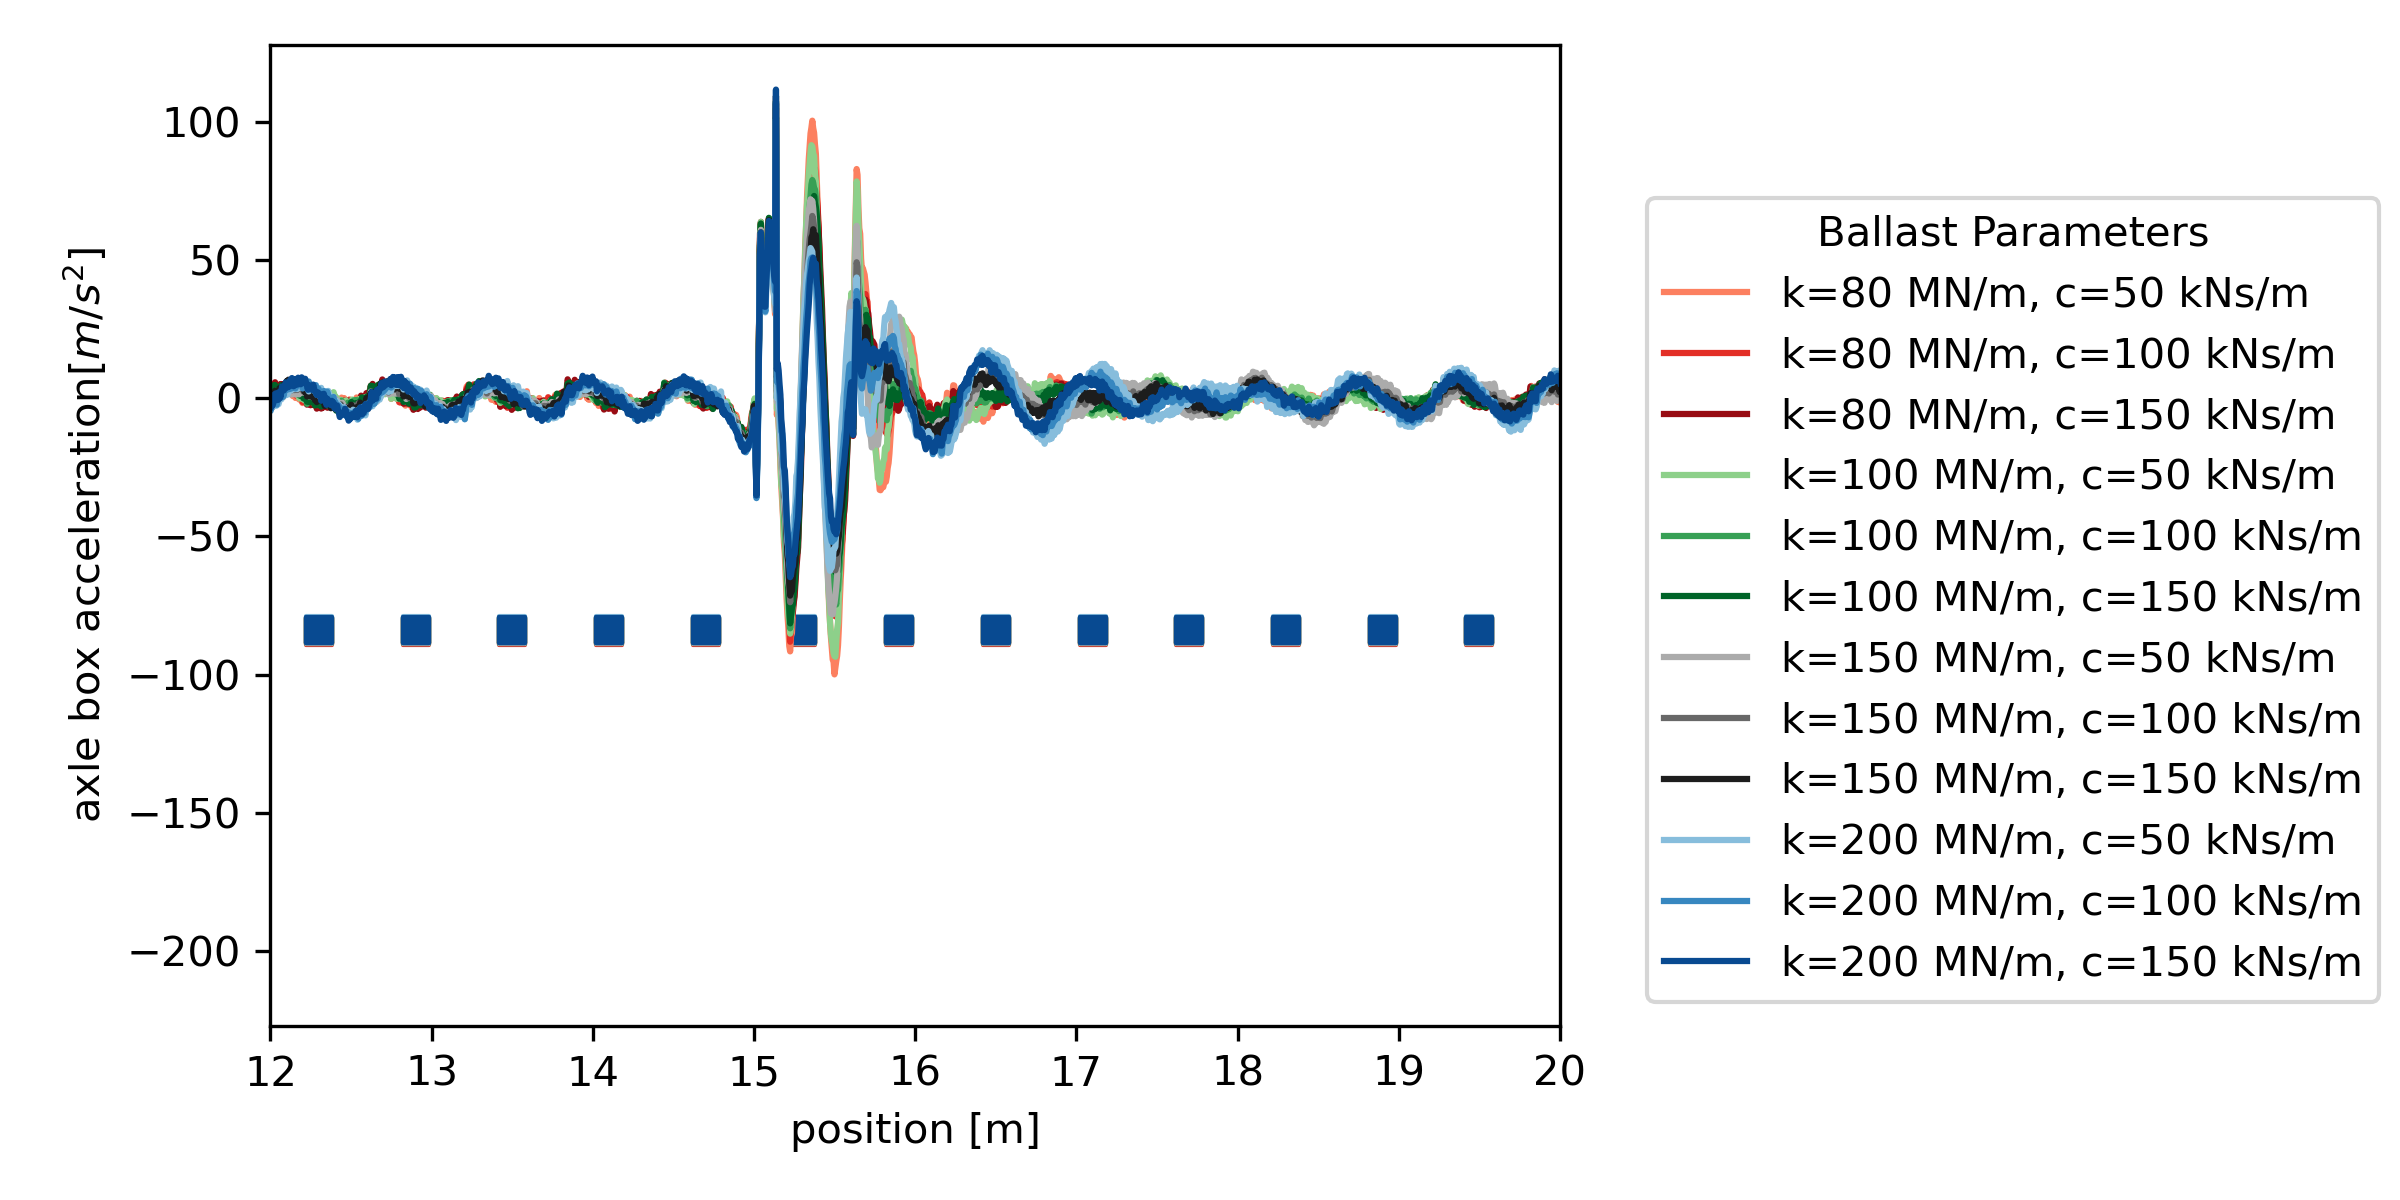 axle box acceleration[m/s²]
100
50
0
−50
−100
−150
−200
12 13 14 15 16 17 18 19 20
position [m]
Ballast Parameters
k=80 MN/m, c=50 kNs/m
k=80 MN/m, c=100 kNs/m
k=80 MN/m, c=150 kNs/m
k=100 MN/m, c=50 kNs/m
k=100 MN/m, c=100 kNs/m
k=100 MN/m, c=150 kNs/m
k=150 MN/m, c=50 kNs/m
k=150 MN/m, c=100 kNs/m
k=150 MN/m, c=150 kNs/m
k=200 MN/m, c=50 kNs/m
k=200 MN/m, c=100 kNs/m
k=200 MN/m, c=150 kNs/m